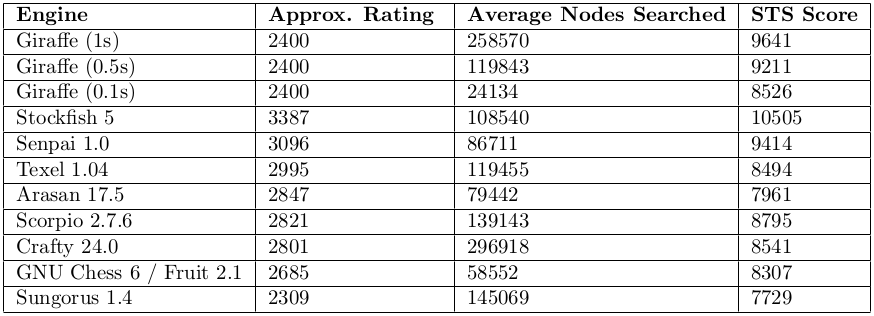 Engine Approx. Rating Average Nodes Searched STS Score
Giraffe (1s) 2400 258570 9641
Giraffe (0.5s) 2400 119843 9211
Giraffe (0.1s) 2400 24134 8526
Stockfish 5 3387 108540 10505
Senpai 1.0 3096 86711 9414
Texel 1.04 2995 119455 8494
Arasan 17.5 2847 79442 7961
Scorpio 2.7.6 2821 139143 8795
Crafty 24.0 2801 296918 8541
GNU Chess 6 / Fruit 2.1 2685 58552 8307
Sungorus 1.4 2309 145069 7729